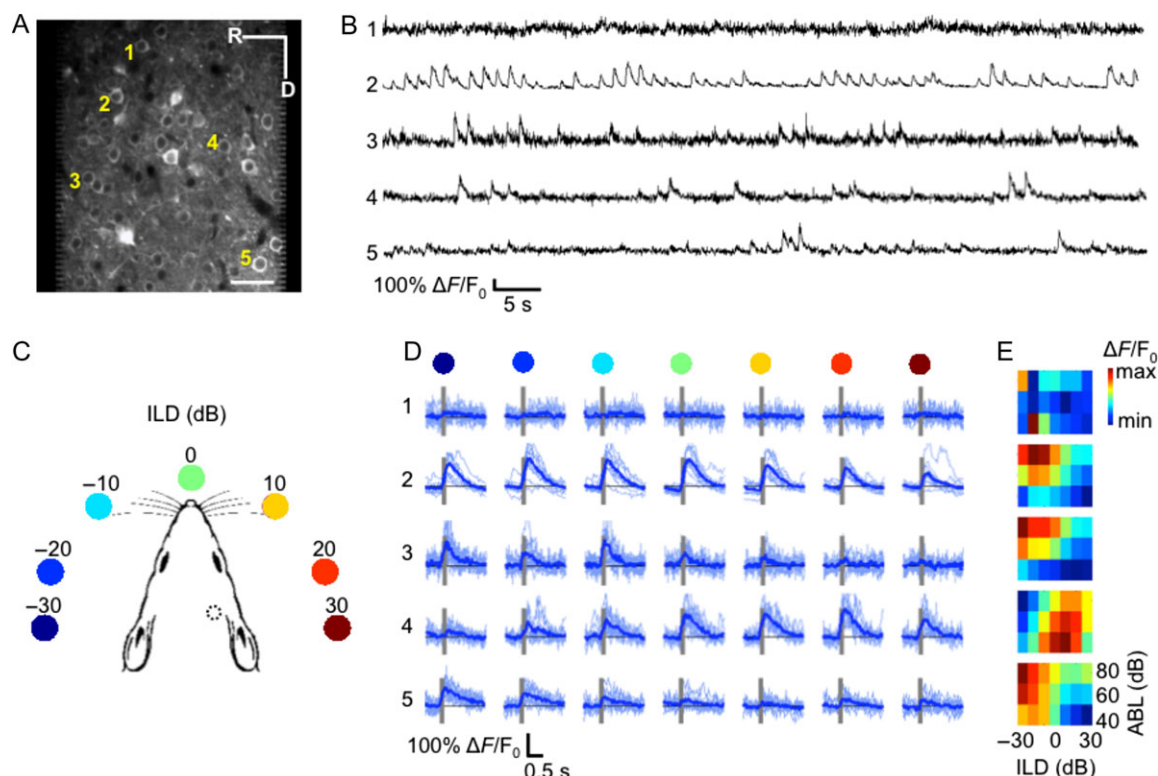 A
R
D
1
2
3
4
5
B
1
2
3
4
5
100% ΔF/F₀
5 s
C
ILD (dB)
0
–10
10
–20
20
–30
30
D
1
2
3
4
5
100% ΔF/F₀
0.5 s
E
ΔF/F₀
max
min
80
60
40
ABL (dB)
–30 0 30
ILD (dB)